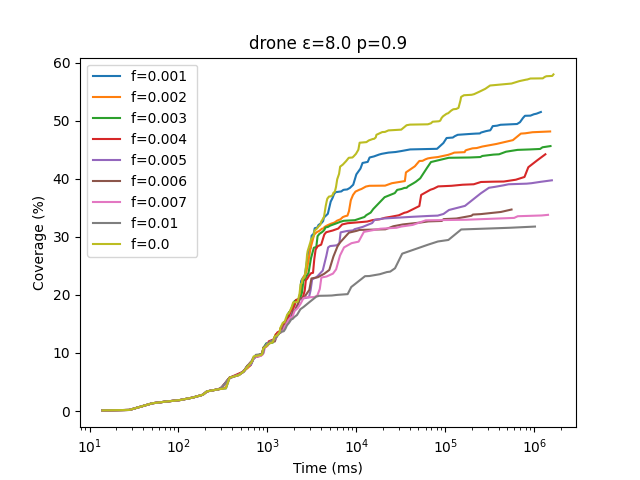 drone ε=8.0 p=0.9
Coverage (%)
60
50
40
30
20
10
0
f=0.001
f=0.002
f=0.003
f=0.004
f=0.005
f=0.006
f=0.007
f=0.01
f=0.0
10¹ 10² 10³ 10⁴ 10⁵ 10⁶
Time (ms)